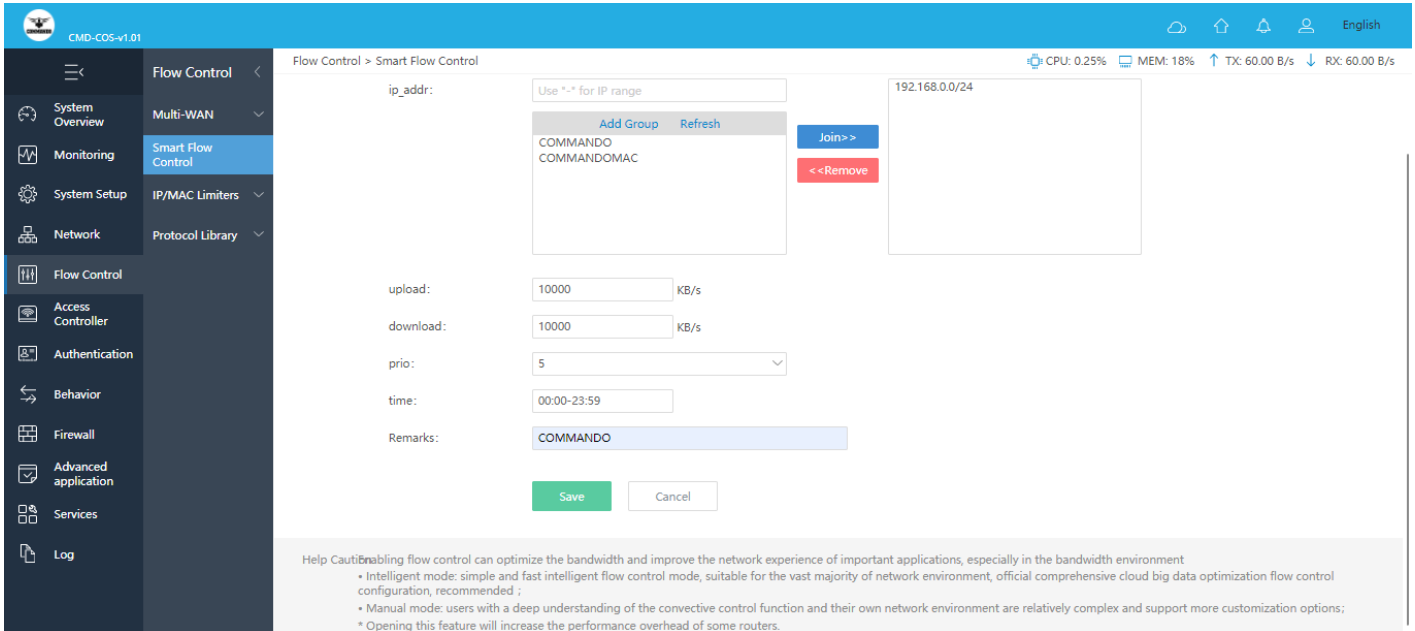 CMD-COS-v1.01
English
Flow Control
Flow Control > Smart Flow Control
CPU: 0.25% MEM: 18% TX: 60.00 B/s RX: 60.00 B/s
System Overview
Monitoring
System Setup
Network
Flow Control
Access Controller
Authentication
Behavior
Firewall
Advanced application
Services
Log
Multi-WAN
Smart Flow Control
IP/MAC Limiters
Protocol Library
ip_addr:
Use "-" for IP range
Add Group Refresh
COMMANDO
COMMANDOMAC
Join>>
<<Remove
192.168.0.0/24
upload: 10000 KB/s
download: 10000 KB/s
prio: 5
time: 00:00-23:59
Remarks: COMMANDO
Save Cancel
Help Caution Enabling flow control can optimize the bandwidth and improve the network experience of important applications, especially in the bandwidth environment
• Intelligent mode: simple and fast intelligent flow control mode, suitable for the vast majority of network environment, official comprehensive cloud big data optimization flow control
configuration, recommended ;
• Manual mode: users with a deep understanding of the convective control function and their own network environment are relatively complex and support more customization options;
* Opening this feature will increase the performance overhead of some routers.